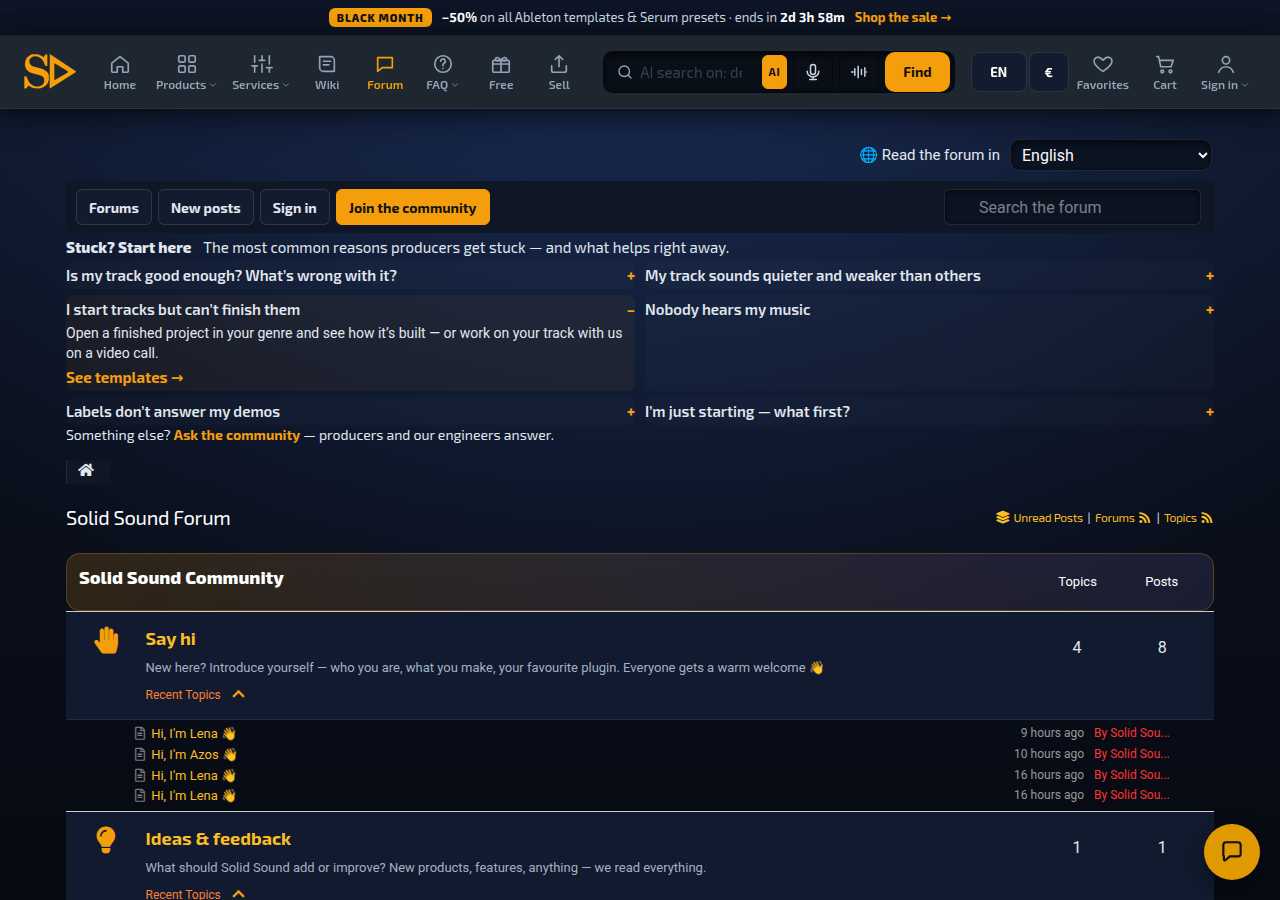 BLACK MONTH −50% on all Ableton templates & Serum presets · ends in 2d 3h 58m Shop the sale →
Home Products Services Wiki Forum FAQ Free Sell AI search on: AI Find EN € Favorites Cart Sign in
🌐 Read the forum in English
Forums New posts Sign in Join the community Search the forum
Stuck? Start here The most common reasons producers get stuck — and what helps right away.
Is my track good enough? What's wrong with it? + My track sounds quieter and weaker than others +
I start tracks but can't finish them − Nobody hears my music +
Open a finished project in your genre and see how it's built — or work on your track with us
on a video call.
See templates →
Labels don't answer my demos + I'm just starting — what first? +
Something else? Ask the community — producers and our engineers answer.
Solid Sound Forum Unread Posts | Forums | Topics
Solid Sound Community Topics Posts
Say hi 4 8
New here? Introduce yourself — who you are, what you make, your favourite plugin. Everyone gets a warm welcome 👋
Recent Topics
Hi, I'm Lena 👋 9 hours ago By Solid Sou...
Hi, I'm Azos 👋 10 hours ago By Solid Sou...
Hi, I'm Lena 👋 16 hours ago By Solid Sou...
Hi, I'm Lena 👋 16 hours ago By Solid Sou...
Ideas & feedback 1 1
What should Solid Sound add or improve? New products, features, anything — we read everything.
Recent Topics